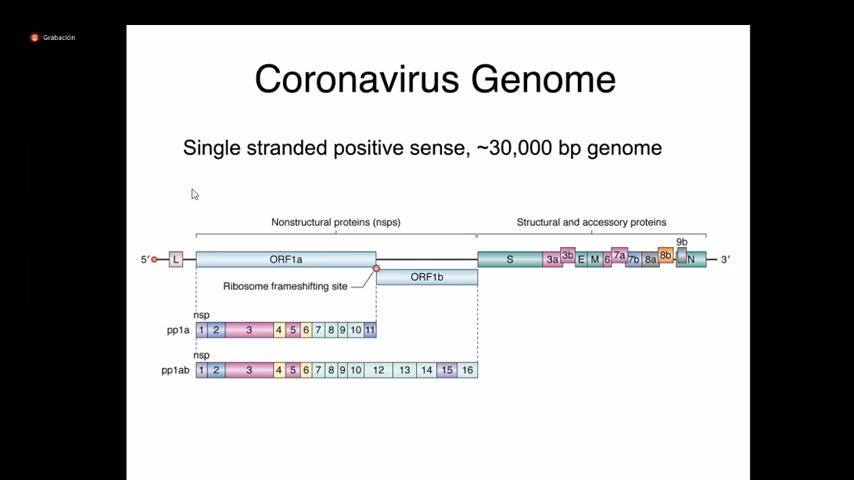 Grabación
Coronavirus Genome
Single stranded positive sense, ~30,000 bp genome
Nonstructural proteins (nsps)
Structural and accessory proteins
9b
5′ L ORF1a S 3a 3b E M 6 7a 7b 8a 8b N 3′
ORF1b
Ribosome frameshifting site
nsp
pp1a 1 2 3 4 5 6 7 8 9 10 11
nsp
pp1ab 1 2 3 4 5 6 7 8 9 10 12 13 14 15 16